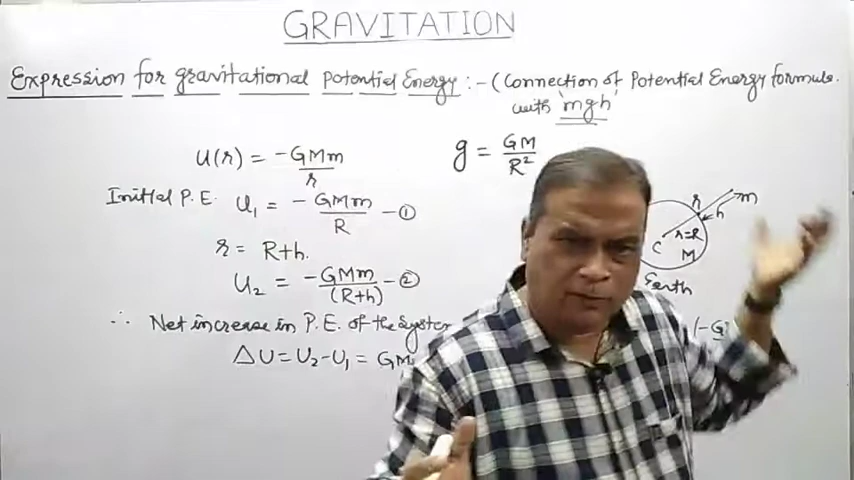 GRAVITATION
Expression for gravitational Potential Energy :- (Connection of Potential Energy formula
with 'mgh'
U(r) = -GMm/r
g = GM/R²
Initial P.E. U₁ = - GMm/R -①
r = R+h.
U₂ = -GMm/(R+h) -②
∴ Net increase in P.E. of the System
ΔU = U₂-U₁ = GM
(-G
r
h
m
C
r=R
M
Earth